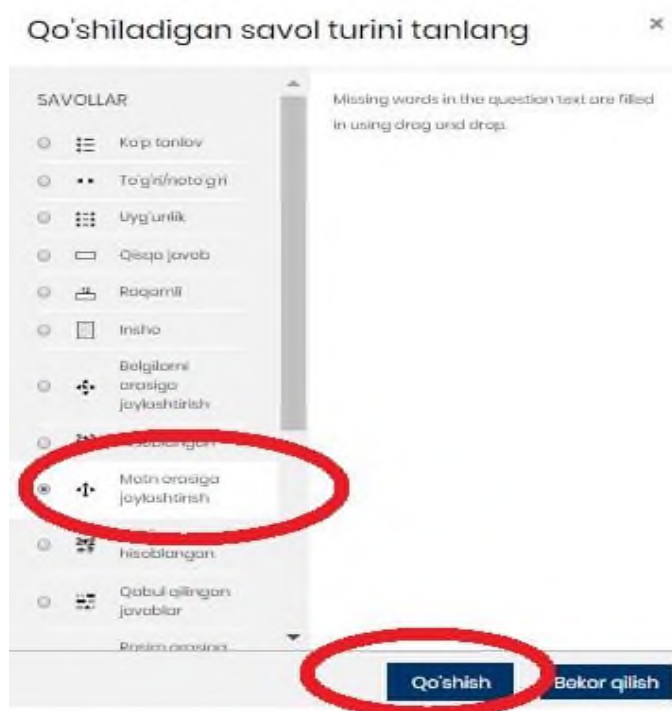 Qo'shiladigan savol turini tanlang
×
SAVOLLAR
Missing words in the question text are filled
in using drag and drop.
Ko'p tanlov
To'g'ri/noto'g'ri
Uyg'unlik
Qisqa javob
Raqamli
Insho
Belgilarni
orasiga
joylashtirish
Matn orasiga
joylashtirish
hisoblangan
Qabul qilingan
javoblar
Rasim orasiga
Qo'shish
Bekor qilish